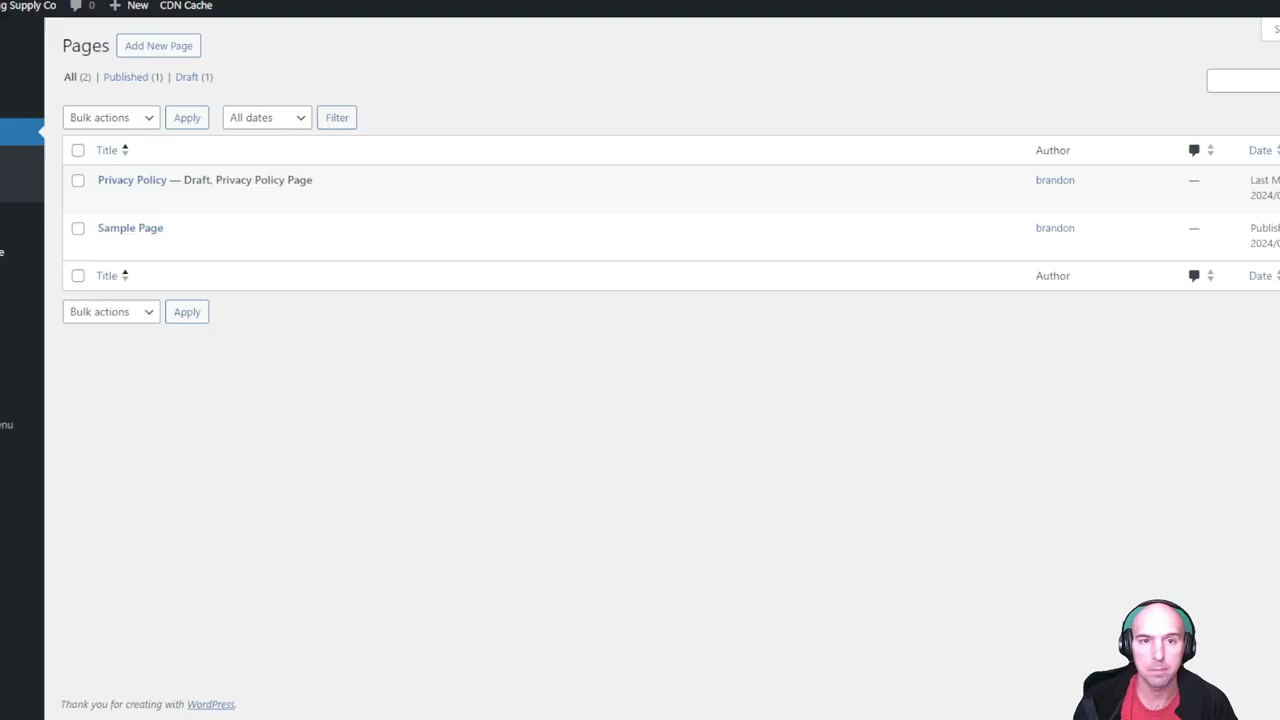 g Supply Co 0 New CDN Cache
Pages Add New Page
All (2) | Published (1) | Draft (1)
Bulk actions Apply All dates Filter
Title Author Date
Privacy Policy — Draft, Privacy Policy Page brandon — Last M
2024/0
Sample Page brandon — Publish
2024/0
Title Author Date
Bulk actions Apply
enu
Thank you for creating with WordPress.